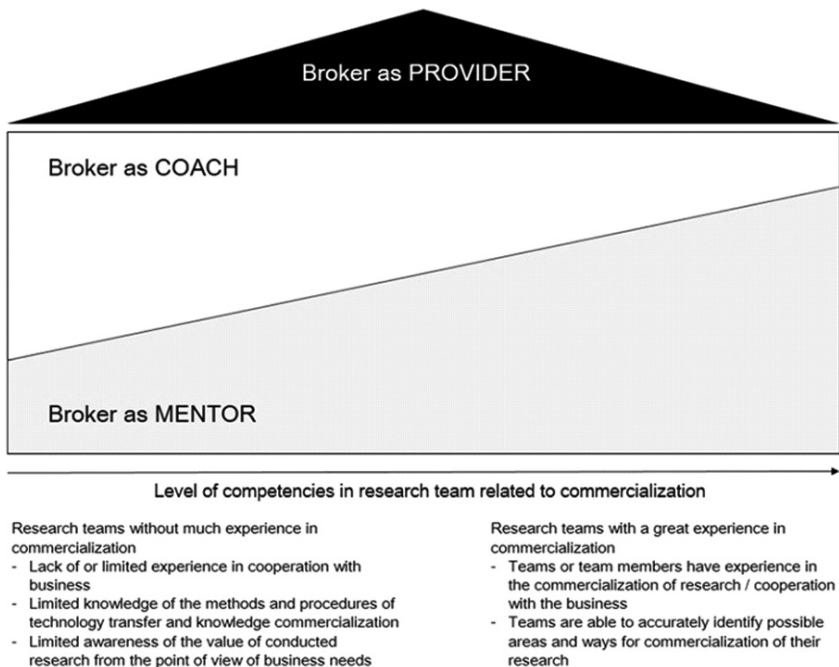 Broker as PROVIDER
Broker as COACH
Broker as MENTOR
Level of competencies in research team related to commercialization
Research teams without much experience in
commercialization
- Lack of or limited experience in cooperation with
business
- Limited knowledge of the methods and procedures of
technology transfer and knowledge commercialization
- Limited awareness of the value of conducted
research from the point of view of business needs
Research teams with a great experience in
commercialization
- Teams or team members have experience in
the commercialization of research / cooperation
with the business
- Teams are able to accurately identify possible
areas and ways for commercialization of their
research